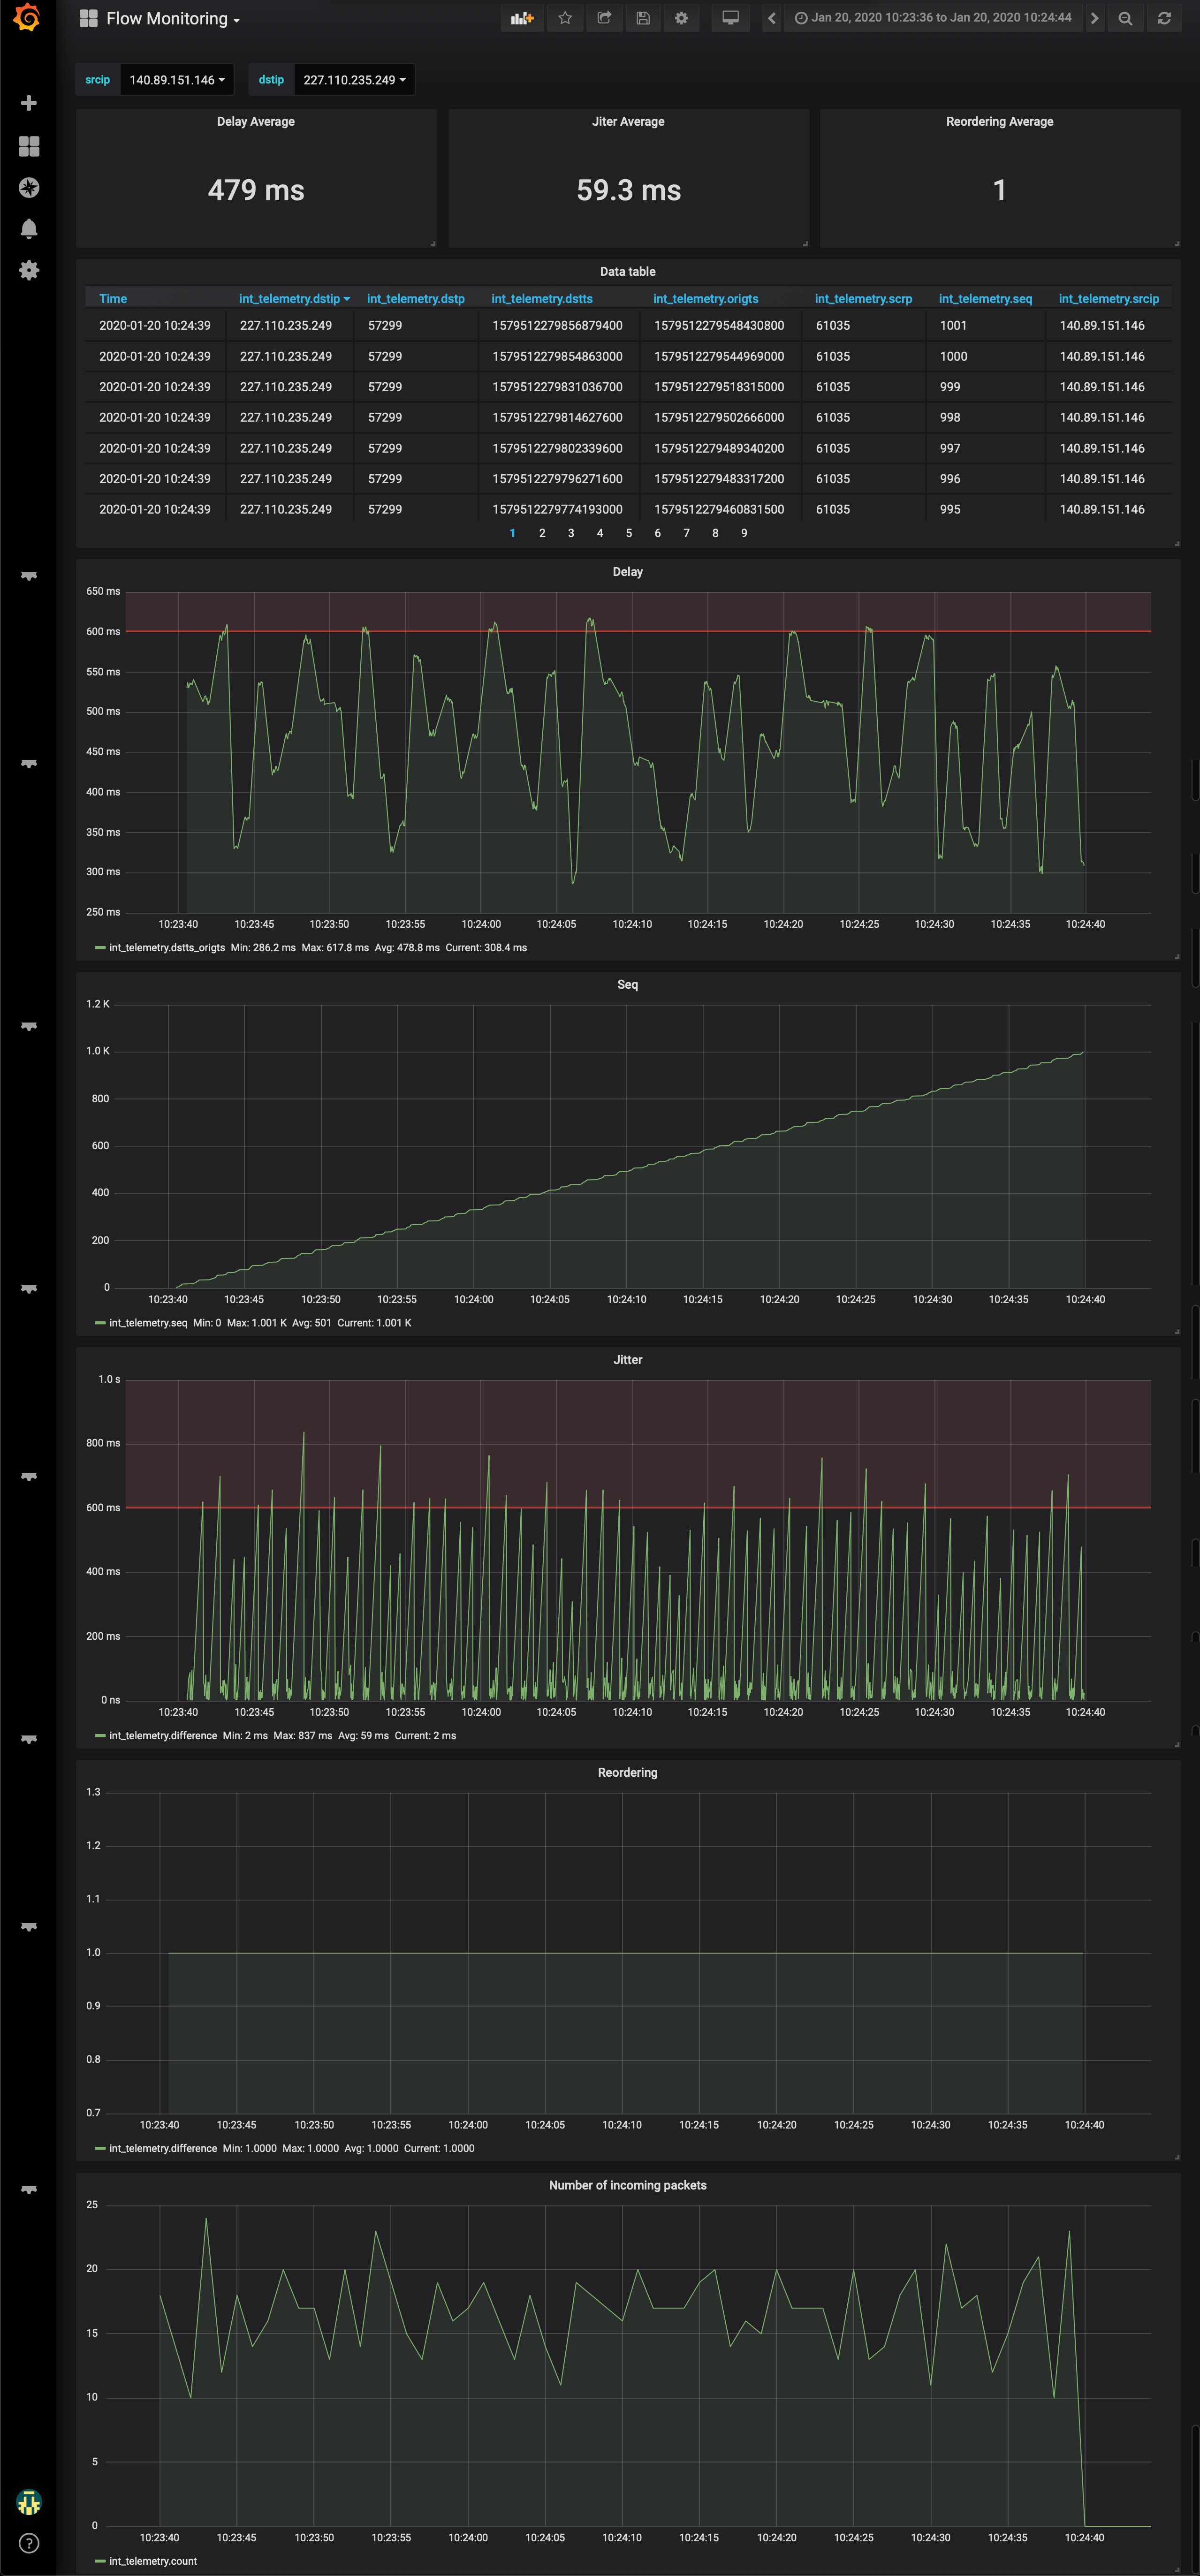 Flow Monitoring
Jan 20, 2020 10:23:36 to Jan 20, 2020 10:24:44
srcip 140.89.151.146 dstip 227.110.235.249
Delay Average Jiter Average Reordering Average
479 ms 59.3 ms 1
Data table
Time int_telemetry.dstip int_telemetry.dstp int_telemetry.dstts int_telemetry.origts int_telemetry.scrp int_telemetry.seq int_telemetry.srcip
2020-01-20 10:24:39 227.110.235.249 57299 1579512279856879400 1579512279548430800 61035 1001 140.89.151.146
2020-01-20 10:24:39 227.110.235.249 57299 1579512279854863000 1579512279544969000 61035 1000 140.89.151.146
2020-01-20 10:24:39 227.110.235.249 57299 1579512279831036700 1579512279518315000 61035 999 140.89.151.146
2020-01-20 10:24:39 227.110.235.249 57299 1579512279814627600 1579512279502666000 61035 998 140.89.151.146
2020-01-20 10:24:39 227.110.235.249 57299 1579512279802339600 1579512279489340200 61035 997 140.89.151.146
2020-01-20 10:24:39 227.110.235.249 57299 1579512279796271600 1579512279483317200 61035 996 140.89.151.146
2020-01-20 10:24:39 227.110.235.249 57299 1579512279774193000 1579512279460831500 61035 995 140.89.151.146
1 2 3 4 5 6 7 8 9
Delay
650 ms
600 ms
550 ms
500 ms
450 ms
400 ms
350 ms
300 ms
250 ms
10:23:40 10:23:45 10:23:50 10:23:55 10:24:00 10:24:05 10:24:10 10:24:15 10:24:20 10:24:25 10:24:30 10:24:35 10:24:40
int_telemetry.dstts_origts Min: 286.2 ms Max: 617.8 ms Avg: 478.8 ms Current: 308.4 ms
Seq
1.2 K
1.0 K
800
600
400
200
0
10:23:40 10:23:45 10:23:50 10:23:55 10:24:00 10:24:05 10:24:10 10:24:15 10:24:20 10:24:25 10:24:30 10:24:35 10:24:40
int_telemetry.seq Min: 0 Max: 1.001 K Avg: 501 Current: 1.001 K
Jitter
1.0 s
800 ms
600 ms
400 ms
200 ms
0 ns
10:23:40 10:23:45 10:23:50 10:23:55 10:24:00 10:24:05 10:24:10 10:24:15 10:24:20 10:24:25 10:24:30 10:24:35 10:24:40
int_telemetry.difference Min: 2 ms Max: 837 ms Avg: 59 ms Current: 2 ms
Reordering
1.3
1.2
1.1
1.0
0.9
0.8
0.7
10:23:40 10:23:45 10:23:50 10:23:55 10:24:00 10:24:05 10:24:10 10:24:15 10:24:20 10:24:25 10:24:30 10:24:35 10:24:40
int_telemetry.difference Min: 1.0000 Max: 1.0000 Avg: 1.0000 Current: 1.0000
Number of incoming packets
25
20
15
10
5
0
10:23:40 10:23:45 10:23:50 10:23:55 10:24:00 10:24:05 10:24:10 10:24:15 10:24:20 10:24:25 10:24:30 10:24:35 10:24:40
int_telemetry.count